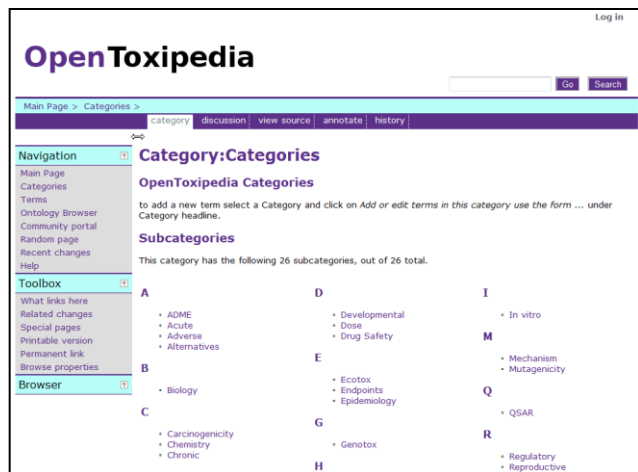 Log in
OpenToxipedia
Go Search
Main Page > Categories >
category discussion view source annotate history
Navigation
Main Page
Categories
Terms
Ontology Browser
Community portal
Random page
Recent changes
Help
Toolbox
What links here
Related changes
Special pages
Printable version
Permanent link
Browse properties
Browser
Category:Categories
OpenToxipedia Categories
to add a new term select a Category and click on Add or edit terms in this category use the form ... under
Category headline.
Subcategories
This category has the following 26 subcategories, out of 26 total.
A
• ADME
• Acute
• Adverse
• Alternatives
B
• Biology
C
• Carcinogenicity
• Chemistry
• Chronic
D
• Developmental
• Dose
• Drug Safety
E
• Ecotox
• Endpoints
• Epidemiology
G
• Genotox
H
I
• In vitro
M
• Mechanism
• Mutagenicity
Q
• QSAR
R
• Regulatory
• Reproductive